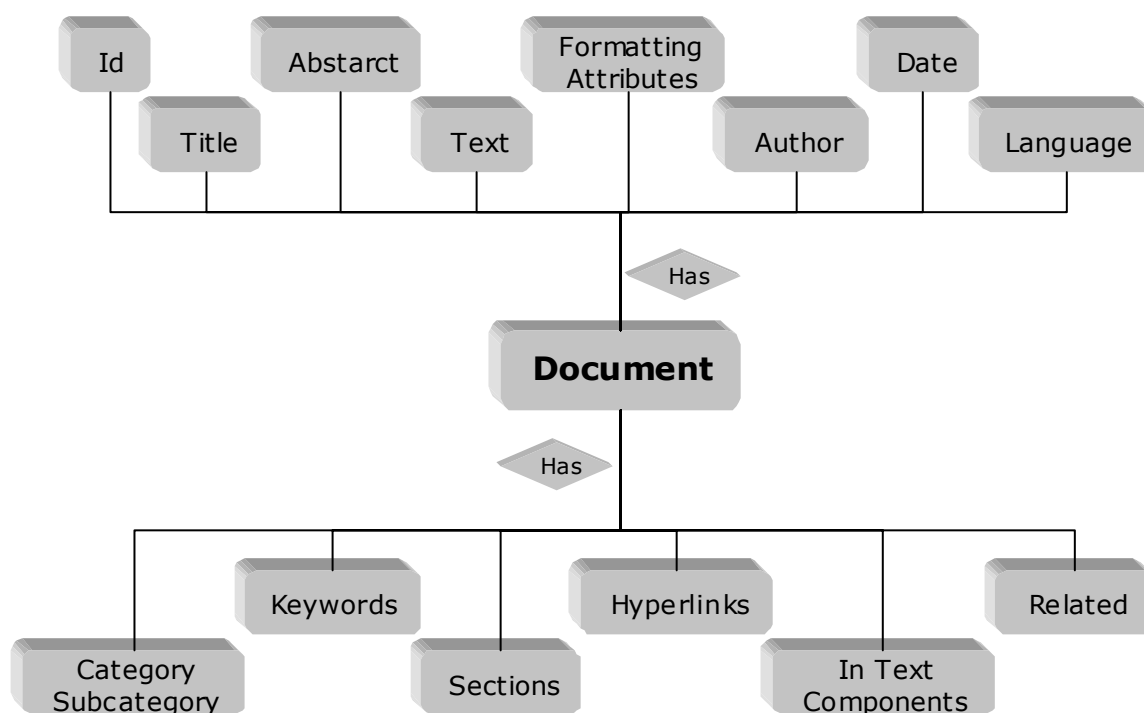 Id
Abstarct
Formatting
Attributes
Date
Title
Text
Author
Language
Has
Document
Has
Keywords
Hyperlinks
Related
Category
Subcategory
Sections
In Text
Components